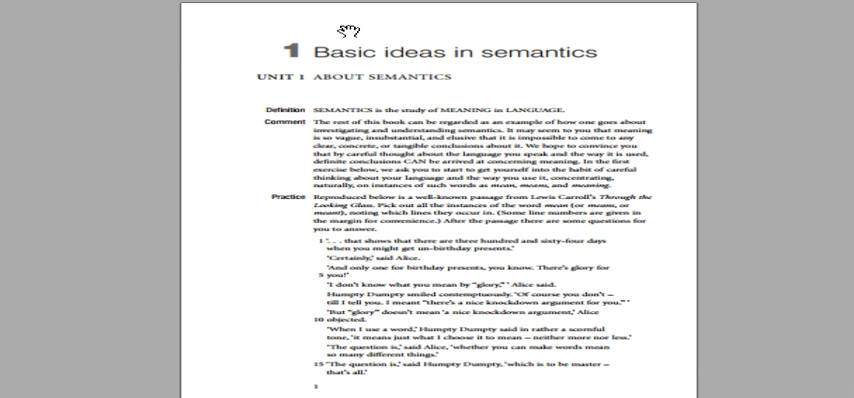 1 Basic ideas in semantics
UNIT 1 ABOUT SEMANTICS
Definition SEMANTICS is the study of MEANING in LANGUAGE.
Comment The rest of this book can be regarded as an example of how one goes about
investigating and understanding semantics. It may seem to you that meaning
is so vague, insubstantial, and elusive that it is impossible to come to any
clear, concrete, or tangible conclusions about it. We hope to convince you
that by careful thought about the language you speak and the way it is used,
definite conclusions CAN be arrived at concerning meaning. In the first
exercise below, we ask you to start to get yourself into the habit of careful
thinking about your language and the way you use it, concentrating,
naturally, on instances of such words as mean, means, and meaning.
Practice Reproduced below is a well-known passage from Lewis Carroll's Through the
Looking Glass. Pick out all the instances of the word mean (or means, or
meant), noting which lines they occur in. (Some line numbers are given in
the margin for convenience.) After the passage there are some questions for
you to answer.
1 '. . . that shows that there are three hundred and sixty-four days
when you might get un-birthday presents.'
'Certainly,' said Alice.
'And only one for birthday presents, you know. There's glory for
5 you!'
'I don't know what you mean by "glory,"' Alice said.
Humpty Dumpty smiled contemptuously. 'Of course you don't –
till I tell you. I meant "there's a nice knockdown argument for you."'
'But "glory" doesn't mean 'a nice knockdown argument,' Alice
10 objected.
'When I use a word,' Humpty Dumpty said in rather a scornful
tone, 'it means just what I choose it to mean – neither more nor less.'
'The question is,' said Alice, 'whether you can make words mean
so many different things.'
15 'The question is,' said Humpty Dumpty, 'which is to be master –
that's all.'
1